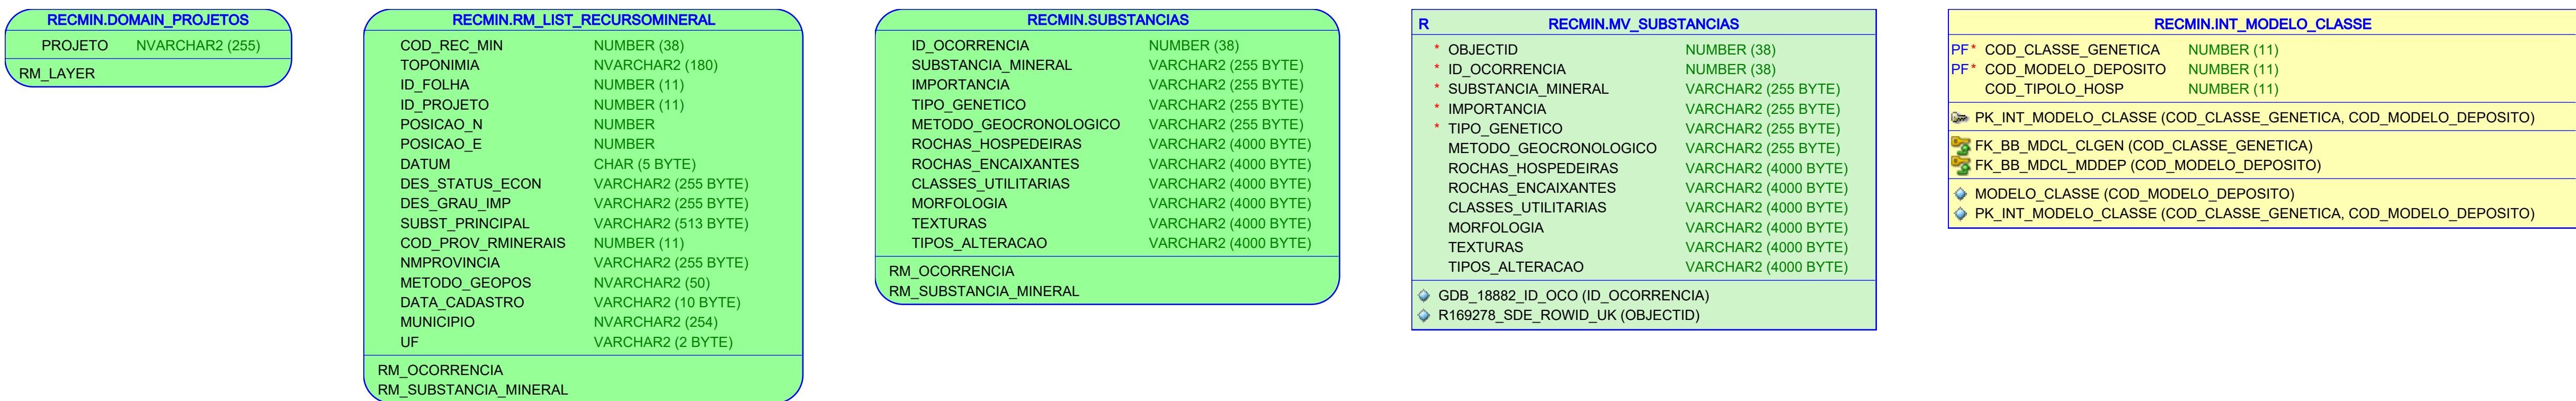 RECMIN.DOMAIN_PROJETOS
PROJETO NVARCHAR2 (255)
RM_LAYER
RECMIN.RM_LIST_RECURSOMINERAL
COD_REC_MIN NUMBER (38)
TOPONIMIA NVARCHAR2 (180)
ID_FOLHA NUMBER (11)
ID_PROJETO NUMBER (11)
POSICAO_N NUMBER
POSICAO_E NUMBER
DATUM CHAR (5 BYTE)
DES_STATUS_ECON VARCHAR2 (255 BYTE)
DES_GRAU_IMP VARCHAR2 (255 BYTE)
SUBST_PRINCIPAL VARCHAR2 (513 BYTE)
COD_PROV_RMINERAIS NUMBER (11)
NMPROVINCIA VARCHAR2 (255 BYTE)
METODO_GEOPOS NVARCHAR2 (50)
DATA_CADASTRO VARCHAR2 (10 BYTE)
MUNICIPIO NVARCHAR2 (254)
UF VARCHAR2 (2 BYTE)
RM_OCORRENCIA
RM_SUBSTANCIA_MINERAL
RECMIN.SUBSTANCIAS
ID_OCORRENCIA NUMBER (38)
SUBSTANCIA_MINERAL VARCHAR2 (255 BYTE)
IMPORTANCIA VARCHAR2 (255 BYTE)
TIPO_GENETICO VARCHAR2 (255 BYTE)
METODO_GEOCRONOLOGICO VARCHAR2 (255 BYTE)
ROCHAS_HOSPEDEIRAS VARCHAR2 (4000 BYTE)
ROCHAS_ENCAIXANTES VARCHAR2 (4000 BYTE)
CLASSES_UTILITARIAS VARCHAR2 (4000 BYTE)
MORFOLOGIA VARCHAR2 (4000 BYTE)
TEXTURAS VARCHAR2 (4000 BYTE)
TIPOS_ALTERACAO VARCHAR2 (4000 BYTE)
RM_OCORRENCIA
RM_SUBSTANCIA_MINERAL
R RECMIN.MV_SUBSTANCIAS
* OBJECTID NUMBER (38)
* ID_OCORRENCIA NUMBER (38)
* SUBSTANCIA_MINERAL VARCHAR2 (255 BYTE)
* IMPORTANCIA VARCHAR2 (255 BYTE)
* TIPO_GENETICO VARCHAR2 (255 BYTE)
METODO_GEOCRONOLOGICO VARCHAR2 (255 BYTE)
ROCHAS_HOSPEDEIRAS VARCHAR2 (4000 BYTE)
ROCHAS_ENCAIXANTES VARCHAR2 (4000 BYTE)
CLASSES_UTILITARIAS VARCHAR2 (4000 BYTE)
MORFOLOGIA VARCHAR2 (4000 BYTE)
TEXTURAS VARCHAR2 (4000 BYTE)
TIPOS_ALTERACAO VARCHAR2 (4000 BYTE)
GDB_18882_ID_OCO (ID_OCORRENCIA)
R169278_SDE_ROWID_UK (OBJECTID)
RECMIN.INT_MODELO_CLASSE
PF* COD_CLASSE_GENETICA NUMBER (11)
PF* COD_MODELO_DEPOSITO NUMBER (11)
COD_TIPOLO_HOSP NUMBER (11)
PK_INT_MODELO_CLASSE (COD_CLASSE_GENETICA, COD_MODELO_DEPOSITO)
FK_BB_MDCL_CLGEN (COD_CLASSE_GENETICA)
FK_BB_MDCL_MDDEP (COD_MODELO_DEPOSITO)
MODELO_CLASSE (COD_MODELO_DEPOSITO)
PK_INT_MODELO_CLASSE (COD_CLASSE_GENETICA, COD_MODELO_DEPOSITO)